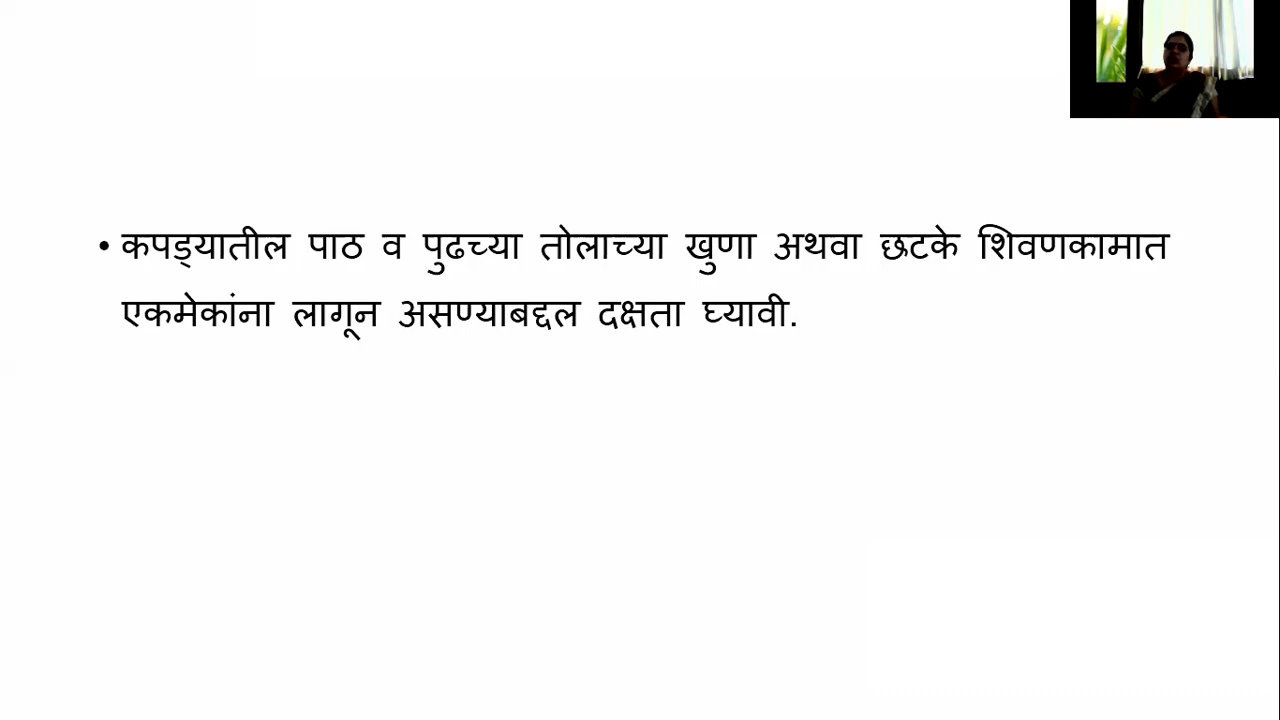 • कपड्यातील पाठ व पुढच्या तोलाच्या खुणा अथवा छटके शिवणकामात
एकमेकांना लागून असण्याबद्दल दक्षता घ्यावी.